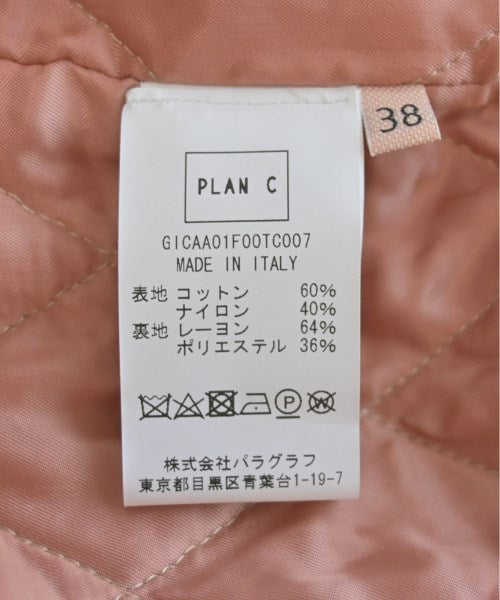 38
PLAN C
GICAA01F00TC007
MADE IN ITALY
表地 コットン 60%
ナイロン 40%
裏地 レーヨン 64%
ポリエステル 36%
P W
株式会社パラグラフ
東京都目黒区青葉台1-19-7